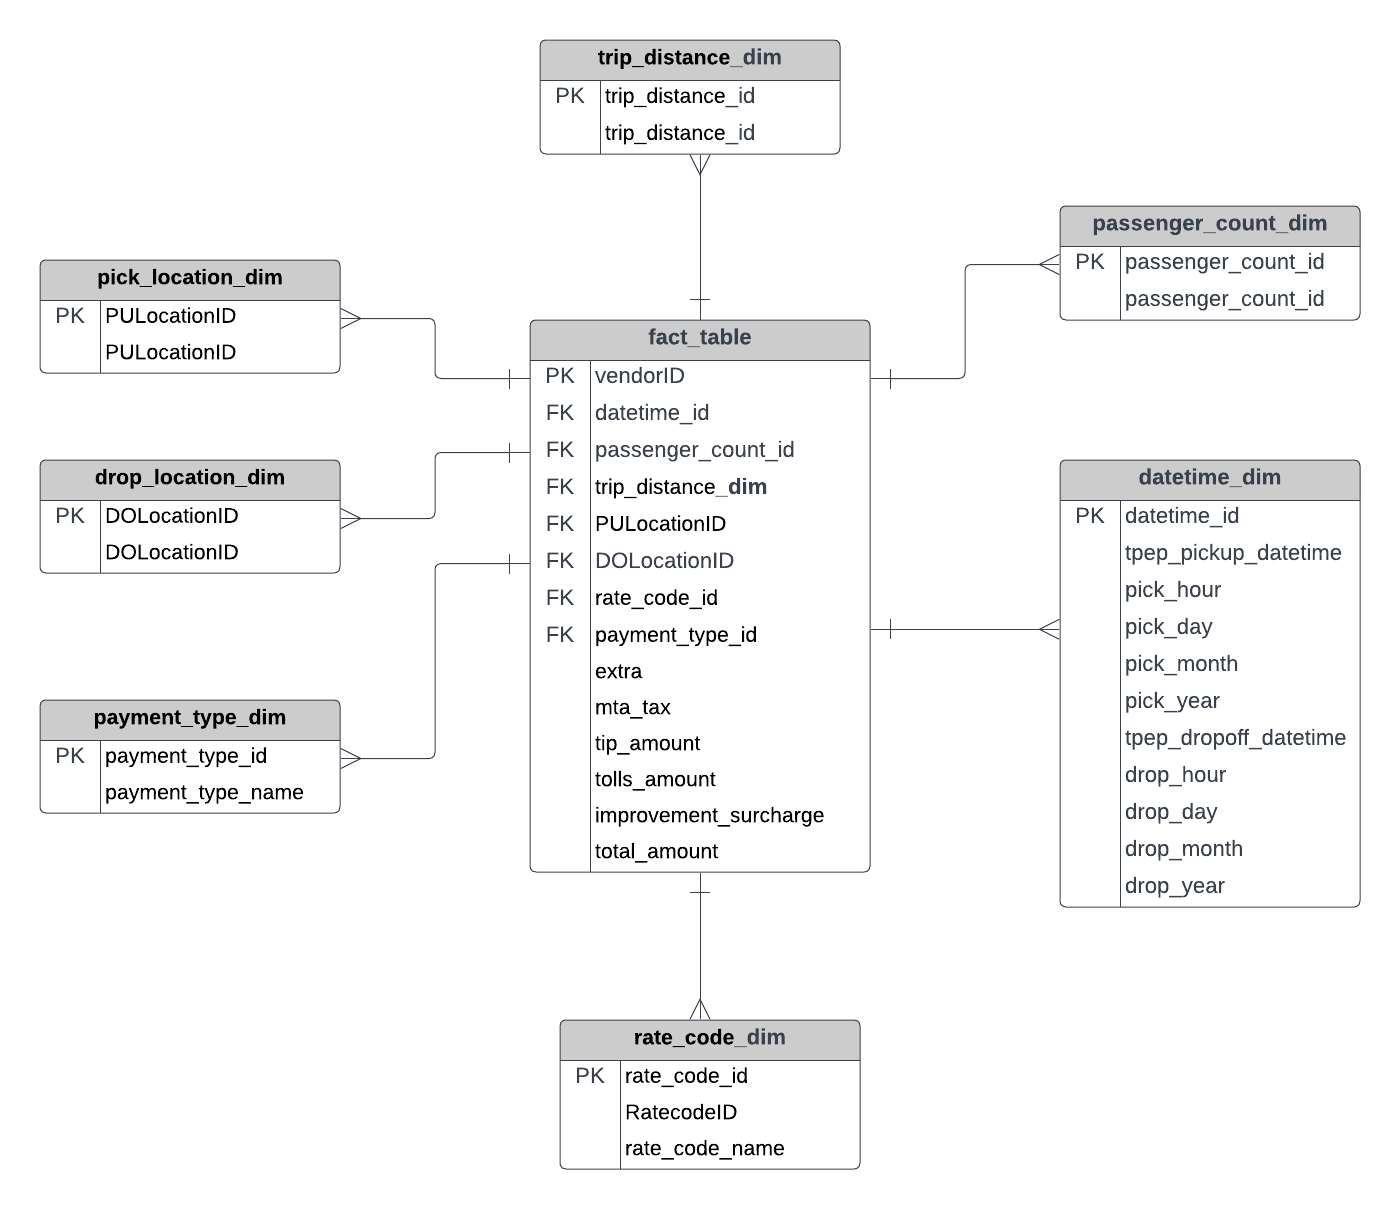 trip_distance_dim
PK trip_distance_id
trip_distance_id
passenger_count_dim
PK passenger_count_id
passenger_count_id
pick_location_dim
PK PULocationID
PULocationID
fact_table
PK vendorID
FK datetime_id
FK passenger_count_id
FK trip_distance_dim
FK PULocationID
FK DOLocationID
FK rate_code_id
FK payment_type_id
extra
mta_tax
tip_amount
tolls_amount
improvement_surcharge
total_amount
drop_location_dim
PK DOLocationID
DOLocationID
datetime_dim
PK datetime_id
tpep_pickup_datetime
pick_hour
pick_day
pick_month
pick_year
tpep_dropoff_datetime
drop_hour
drop_day
drop_month
drop_year
payment_type_dim
PK payment_type_id
payment_type_name
rate_code_dim
PK rate_code_id
RatecodeID
rate_code_name